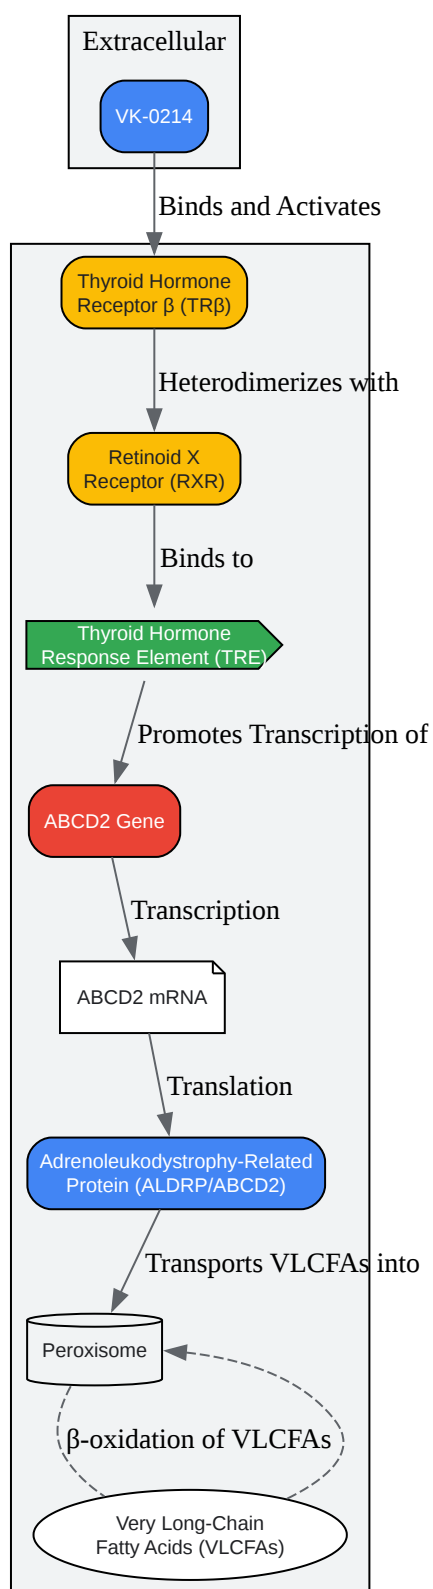 Extracellular
VK-0214
Binds and Activates
Thyroid Hormone
Receptor β (TRβ)
Heterodimerizes with
Retinoid X
Receptor (RXR)
Binds to
Thyroid Hormone
Response Element (TRE)
Promotes Transcription of
ABCD2 Gene
Transcription
ABCD2 mRNA
Translation
Adrenoleukodystrophy-Related
Protein (ALDRP/ABCD2)
Transports VLCFAs into
Peroxisome
β-oxidation of VLCFAs
Very Long-Chain
Fatty Acids (VLCFAs)